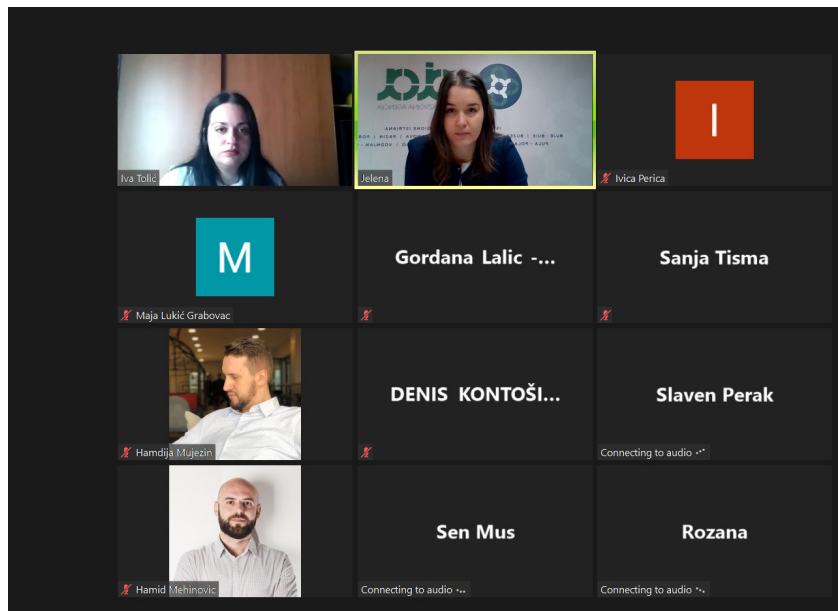 Iva Tolić
Jelena
I
Ivica Perica
M
Maja Lukić Grabovac
Gordana Lalic -...
Sanja Tisma
Hamdija Mujezin
DENIS KONTOŠI...
Slaven Perak
Connecting to audio
Hamid Mehinovic
Sen Mus
Connecting to audio
Rozana
Connecting to audio